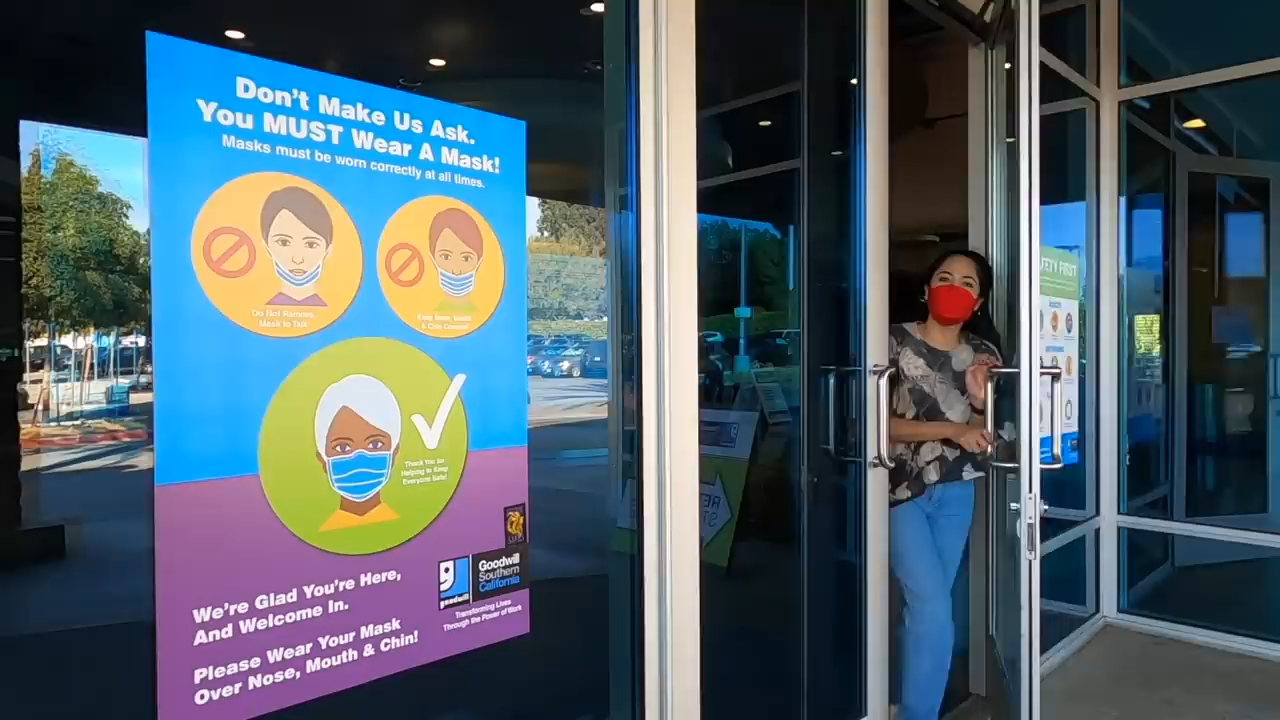 Don't Make Us Ask.
You MUST Wear A Mask!
Masks must be worn correctly at all times.
Do Not Remove
Mask to Talk
Keep Nose, Mouth,
& Chin Covered
Thank You for
Helping to Keep
Everyone Safe!
We're Glad You're Here,
And Welcome In.
Please Wear Your Mask
Over Nose, Mouth & Chin!
g
goodwill
Goodwill
Southern
California
Transforming Lives
Through the Power of Work
FETY FIRST